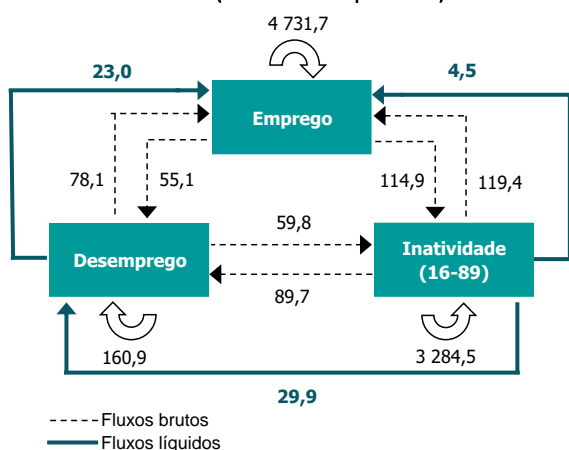 4 731,7
23,0
4,5
Emprego
78,1
55,1
114,9
119,4
59,8
Desemprego
Inatividade
(16-89)
89,7
160,9
3 284,5
29,9
Fluxos brutos
Fluxos líquidos